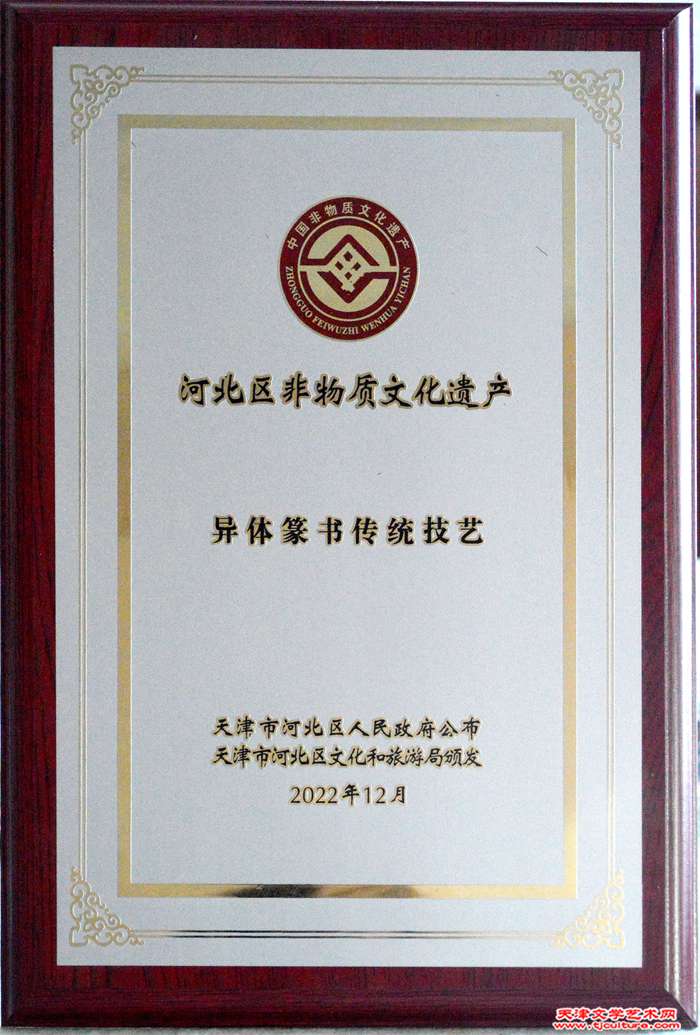 中国非物质文化遗产
ZHONGGUO FEIWUZHI WENHUA YICHAN
河北区非物质文化遗产
异体篆书传统技艺
天津市河北区人民政府公布
天津市河北区文化和旅游局颁发
2022年12月
天津文学艺术网
www.tjcultura.com